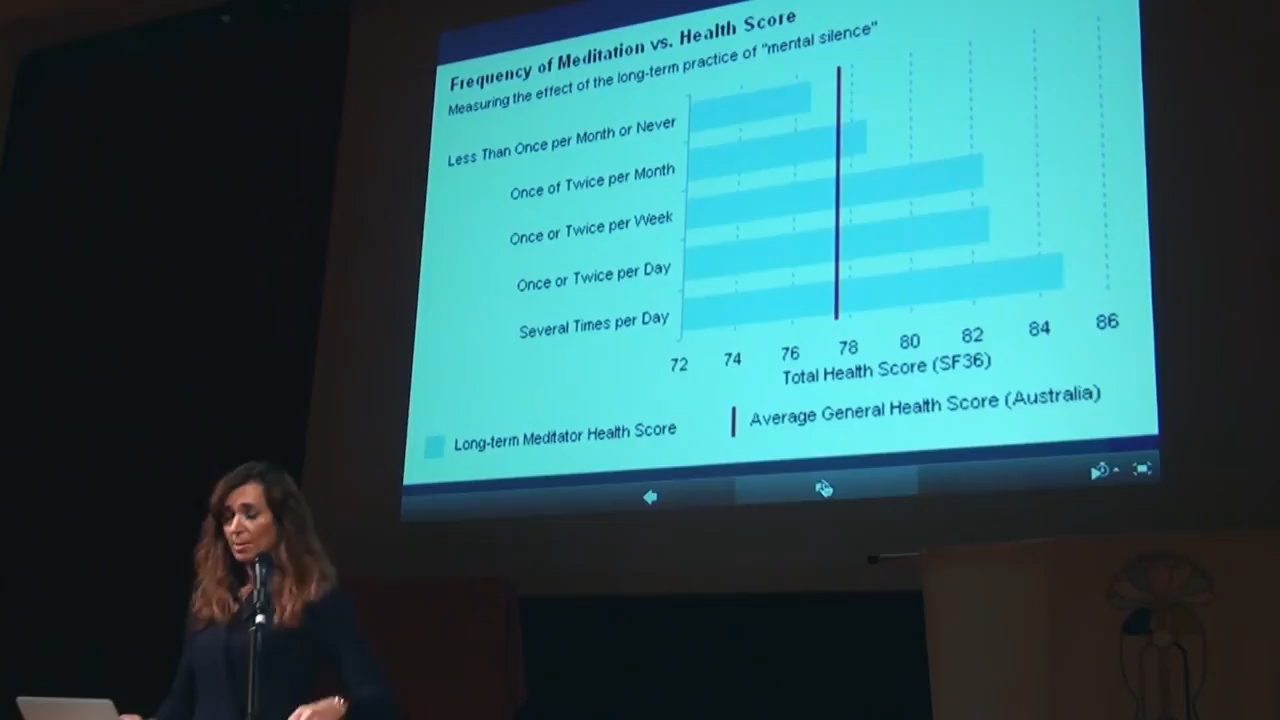 Frequency of Meditation vs. Health Score
Measuring the effect of the long-term practice of "mental silence"
Less Than Once per Month or Never
Once of Twice per Month
Once or Twice per Week
Once or Twice per Day
Several Times per Day
72 74 76 78 80 82 84 86
Total Health Score (SF36)
Long-term Meditator Health Score
Average General Health Score (Australia)